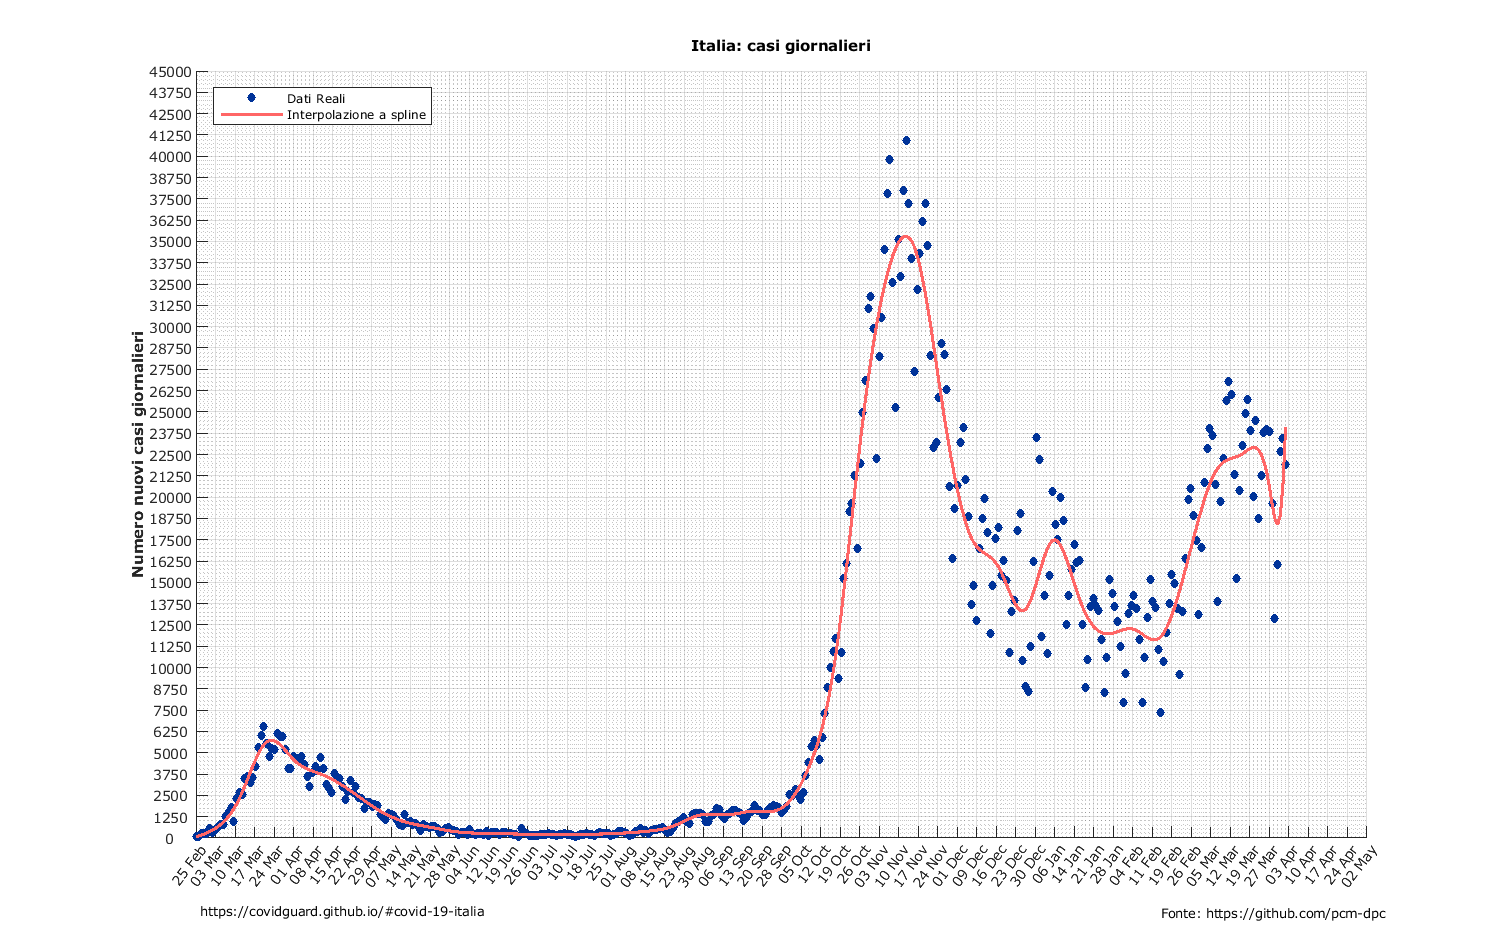 Italia: casi giornalieri
Numero nuovi casi giornalieri
45000
43750
42500
41250
40000
38750
37500
36250
35000
33750
32500
31250
30000
28750
27500
26250
25000
23750
22500
21250
20000
18750
17500
16250
15000
13750
12500
11250
10000
8750
7500
6250
5000
3750
2500
1250
0
Dati Reali
Interpolazione a spline
25 Feb
03 Mar
10 Mar
17 Mar
24 Mar
01 Apr
08 Apr
15 Apr
22 Apr
29 Apr
07 May
14 May
21 May
28 May
04 Jun
12 Jun
19 Jun
26 Jun
03 Jul
10 Jul
18 Jul
25 Jul
01 Aug
08 Aug
15 Aug
23 Aug
30 Aug
06 Sep
13 Sep
20 Sep
28 Sep
05 Oct
12 Oct
19 Oct
26 Oct
03 Nov
10 Nov
17 Nov
24 Nov
01 Dec
09 Dec
16 Dec
23 Dec
30 Dec
06 Jan
14 Jan
21 Jan
28 Jan
04 Feb
11 Feb
19 Feb
26 Feb
05 Mar
12 Mar
19 Mar
27 Mar
03 Apr
10 Apr
17 Apr
24 Apr
02 May
https://covidguard.github.io/#covid-19-italia
Fonte: https://github.com/pcm-dpc